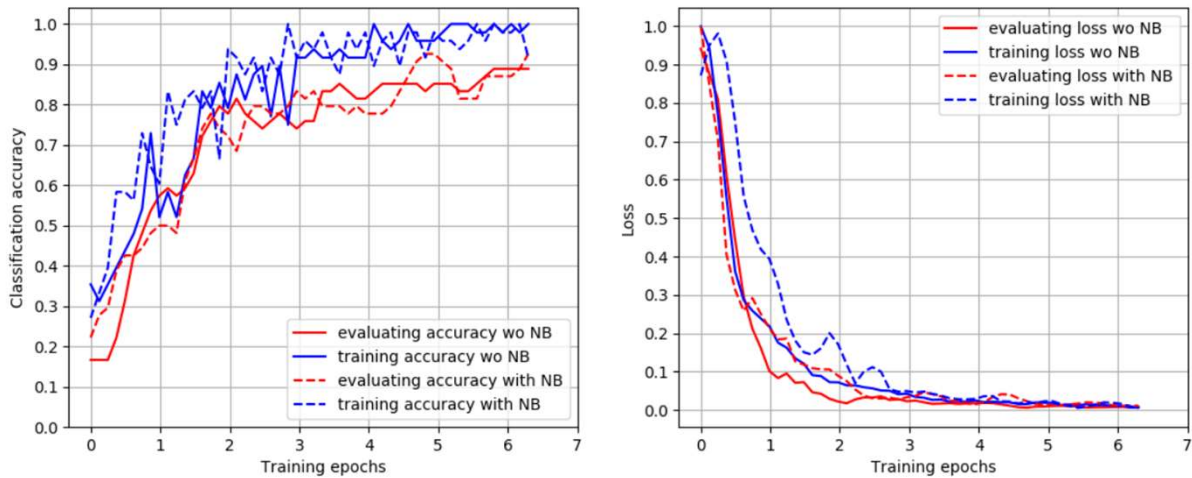 Classification accuracy
1.0
0.9
0.8
0.7
0.6
0.5
0.4
0.3
0.2
0.1
0.0
evaluating accuracy wo NB
training accuracy wo NB
evaluating accuracy with NB
training accuracy with NB
0 1 2 3 4 5 6 7
Training epochs
Loss
1.0
0.9
0.8
0.7
0.6
0.5
0.4
0.3
0.2
0.1
0.0
evaluating loss wo NB
training loss wo NB
evaluating loss with NB
training loss with NB
0 1 2 3 4 5 6 7
Training epochs